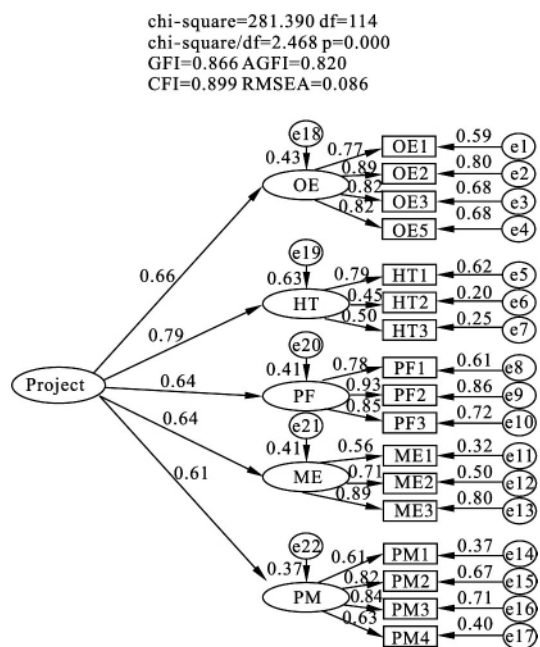 chi-square=281.390 df=114
chi-square/df=2.468 p=0.000
GFI=0.866 AGFI=0.820
CFI=0.899 RMSEA=0.086
e18
0.43
OE
0.77
OE1
0.59
e1
0.89
OE2
0.80
e2
0.82
OE3
0.68
e3
0.82
OE5
0.68
e4
0.66
e19
0.63
HT
0.79
HT1
0.62
e5
0.45
HT2
0.20
e6
0.50
HT3
0.25
e7
0.79
e20
0.41
PF
0.78
PF1
0.61
e8
0.93
PF2
0.86
e9
0.85
PF3
0.72
e10
Project
0.64
e21
0.41
ME
0.56
ME1
0.32
e11
0.71
ME2
0.50
e12
0.89
ME3
0.80
e13
0.64
0.61
e22
0.37
PM
0.61
PM1
0.37
e14
0.82
PM2
0.67
e15
0.84
PM3
0.71
e16
0.63
PM4
0.40
e17